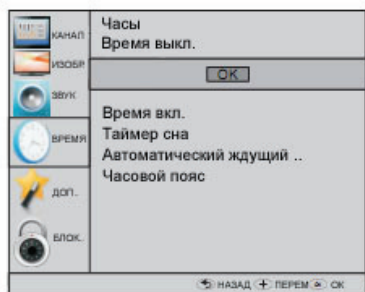 Часы
КАНАЛ
Время выкл.
ИЗОБР
OK
ЗВУК
Время вкл.
ВРЕМЯ
Таймер сна
Автоматический ждущий ..
Часовой пояс
ДОП.
БЛОК.
НАЗАД ПЕРЕМ ОК